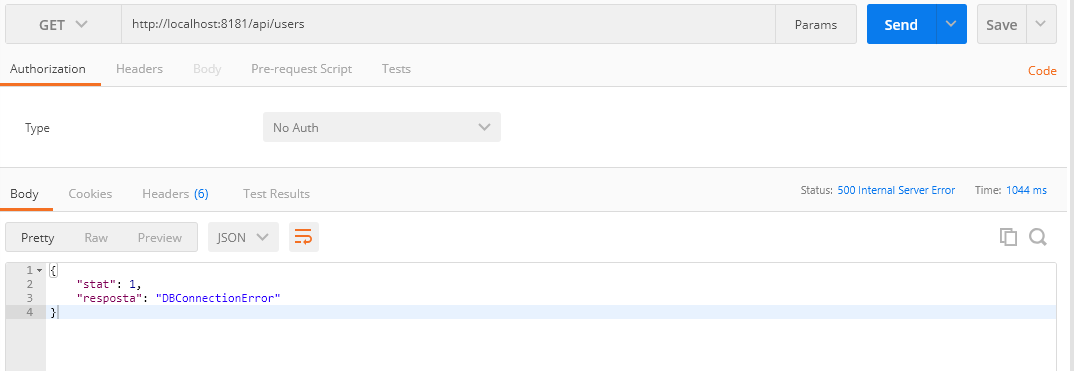 GET http://localhost:8181/api/users Params Send Save
Authorization Headers Body Pre-request Script Tests Code
Type No Auth
Body Cookies Headers (6) Test Results Status: 500 Internal Server Error Time: 1044 ms
Pretty Raw Preview JSON
1 {
2 "stat": 1,
3 "resposta": "DBConnectionError"
4 }